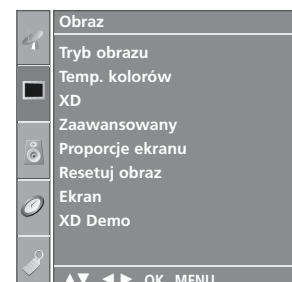 Obraz
Tryb obrazu
Temp. kolorów
XD
Zaawansowany
Proporcje ekranu
Resetuj obraz
Ekran
XD Demo
▲▼ ◄► OK MENU